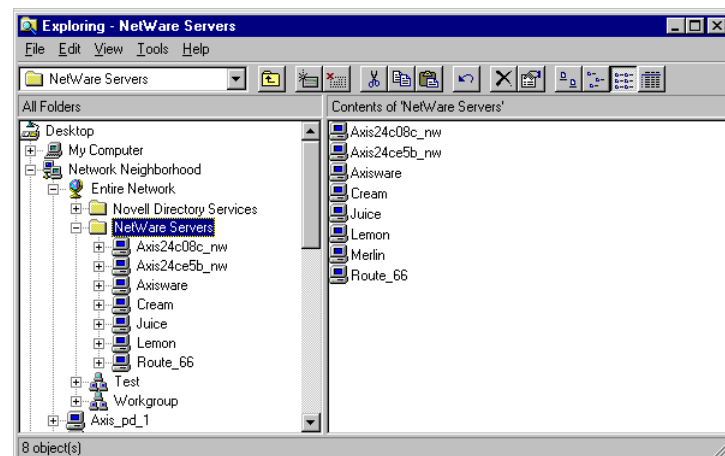 Exploring - NetWare Servers
File Edit View Tools Help
NetWare Servers
All Folders
Contents of 'NetWare Servers'
Desktop
My Computer
Network Neighborhood
Entire Network
Novell Directory Services
NetWare Servers
Axis24c08c_nw
Axis24ce5b_nw
Axisware
Cream
Juice
Lemon
Route_66
Test
Workgroup
Axis_pd_1
Axis24c08c_nw
Axis24ce5b_nw
Axisware
Cream
Juice
Lemon
Merlin
Route_66
8 object(s)